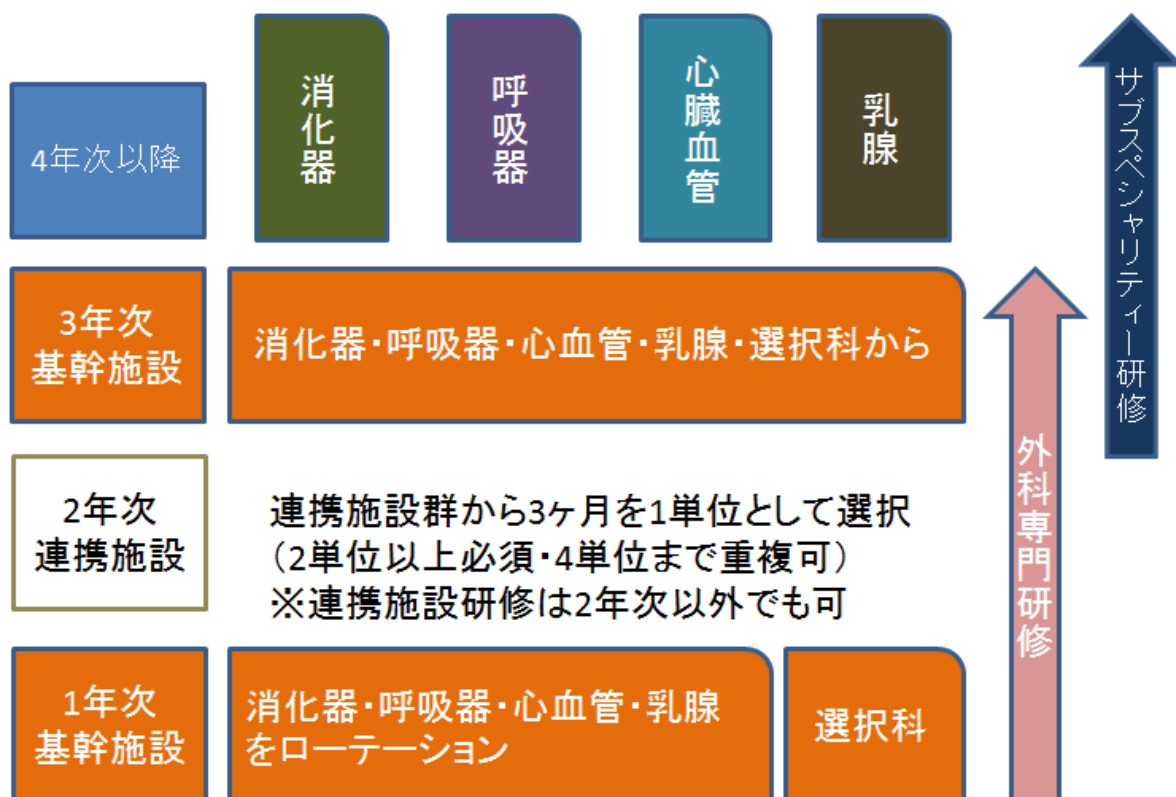 4年次以降
消化器
呼吸器
心臓血管
乳腺
サブスペシャリティー研修
3年次
基幹施設
消化器・呼吸器・心血管・乳腺・選択科から
外科専門研修
2年次
連携施設
連携施設群から3ヶ月を1単位として選択
（2単位以上必須・4単位まで重複可）
※連携施設研修は2年次以外でも可
1年次
基幹施設
消化器・呼吸器・心血管・乳腺
をローテーション
選択科